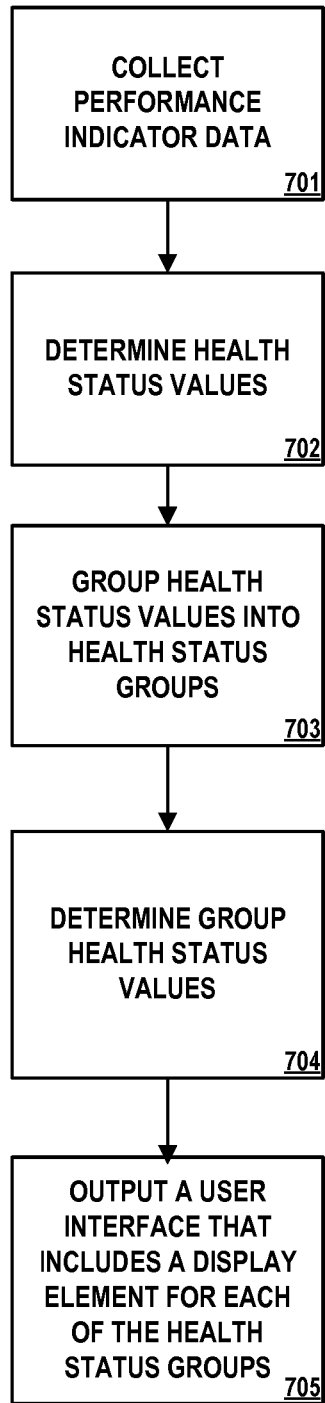 COLLECT
PERFORMANCE
INDICATOR DATA
701
DETERMINE HEALTH
STATUS VALUES
702
GROUP HEALTH
STATUS VALUES INTO
HEALTH STATUS
GROUPS
703
DETERMINE GROUP
HEALTH STATUS
VALUES
704
OUTPUT A USER
INTERFACE THAT
INCLUDES A DISPLAY
ELEMENT FOR EACH
OF THE HEALTH
STATUS GROUPS
705